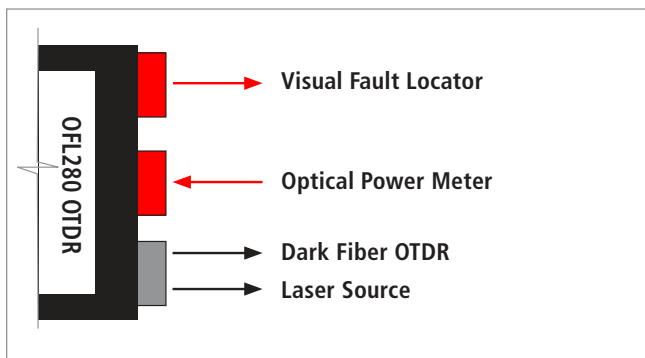 OFL280 OTDR
Visual Fault Locator
Optical Power Meter
Dark Fiber OTDR
Laser Source